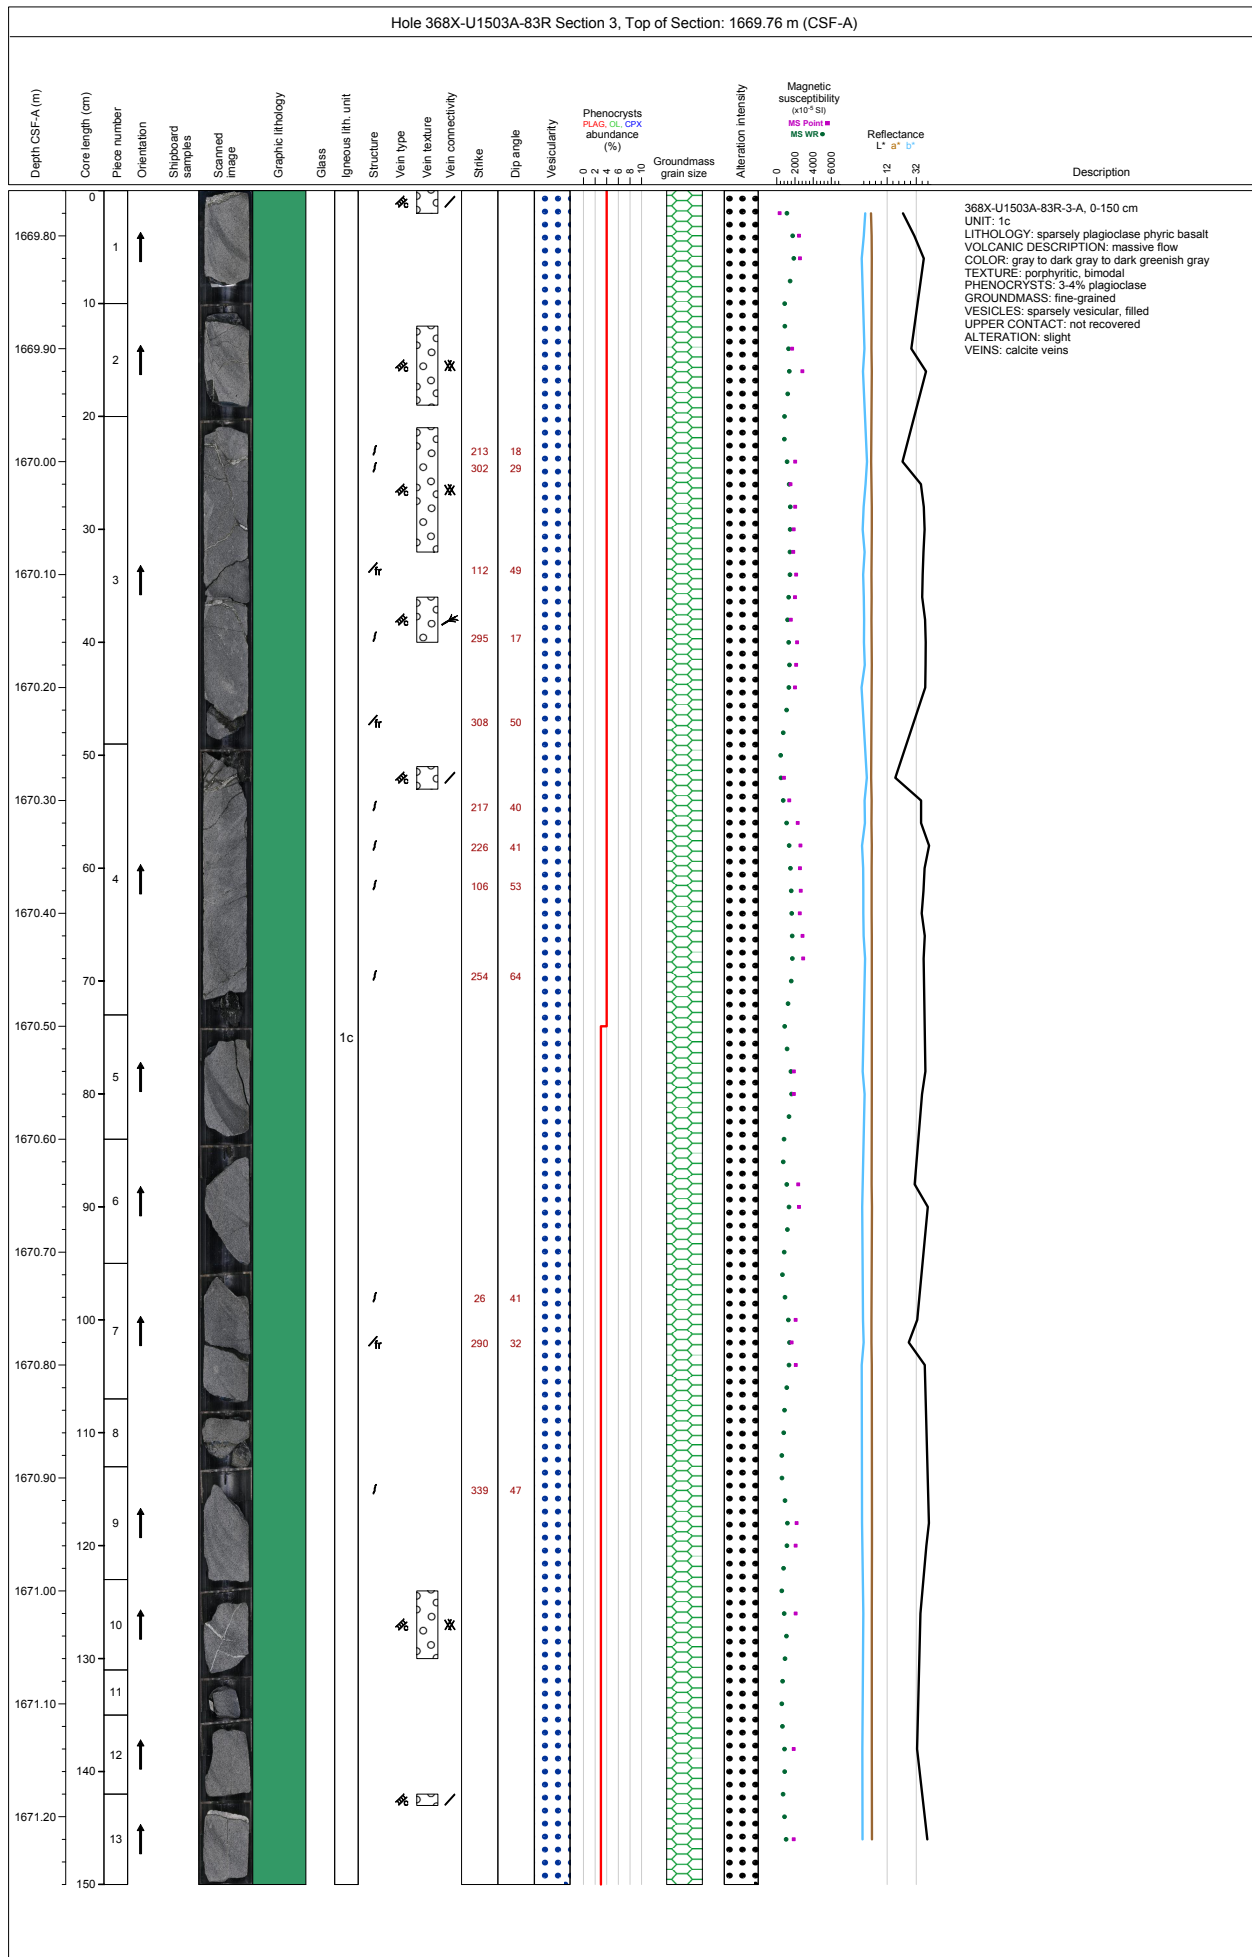 Hole 368X-U1503A-83R Section 3, Top of Section: 1669.76 m (CSF-A)
Depth CSF-A (m)
Core length (cm)
Piece number
Orientation
Shipboard
samples
Scanned
image
Graphic lithology
Glass
Igneous lith. unit
Structure
Vein type
Vein texture
Vein connectivity
Strike
Dip angle
Vesicularity
Phenocrysts
PLAG, OL, CPX
abundance
(%)
0 2 4 6 8 10
Groundmass
grain size
Alteration intensity
Magnetic
susceptibility
(x10-5 SI)
MS Point
MS WR
0 2000 4000 6000
Reflectance
L* a* b*
12 32
Description
368X-U1503A-83R-3-A, 0-150 cm
UNIT: 1c
LITHOLOGY: sparsely plagioclase phyric basalt
VOLCANIC DESCRIPTION: massive flow
COLOR: gray to dark gray to dark greenish gray
TEXTURE: porphyritic, bimodal
PHENOCRYSTS: 3-4% plagioclase
GROUNDMASS: fine-grained
VESICLES: sparsely vesicular, filled
UPPER CONTACT: not recovered
ALTERATION: slight
VEINS: calcite veins
0
1669.80
1
10
1669.90
2
20
213 18
1670.00
302 29
30
fr 112 49
1670.10
3
295 17
40
1670.20
fr 308 50
50
1670.30
217 40
226 41
60
4
106 53
1670.40
254 64
70
1670.50
1c
5
80
1670.60
6
90
1670.70
26 41
100
7
fr 290 32
1670.80
8
110
1670.90
339 47
9
120
1671.00
10
130
11
1671.10
12
140
1671.20
13
150